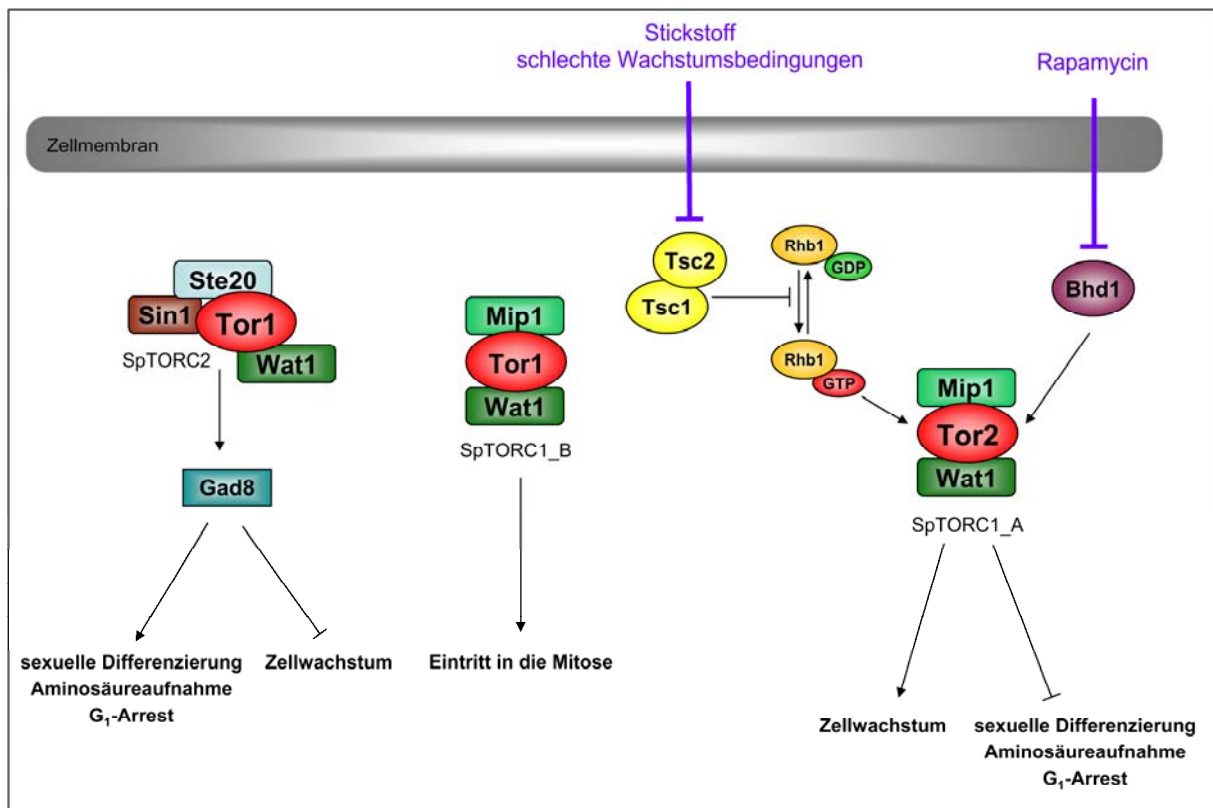 Stickstoff
schlechte Wachstumsbedingungen
Rapamycin
Zellmembran
Ste20
Sin1
Tor1
Wat1
SpTORC2
Gad8
sexuelle Differenzierung
Aminosäureaufnahme
G1-Arrest
Zellwachstum
Mip1
Tor1
Wat1
SpTORC1_B
Eintritt in die Mitose
Tsc2
Tsc1
Rhb1
GDP
Rhb1
GTP
Bhd1
Mip1
Tor2
Wat1
SpTORC1_A
Zellwachstum
sexuelle Differenzierung
Aminosäureaufnahme
G1-Arrest